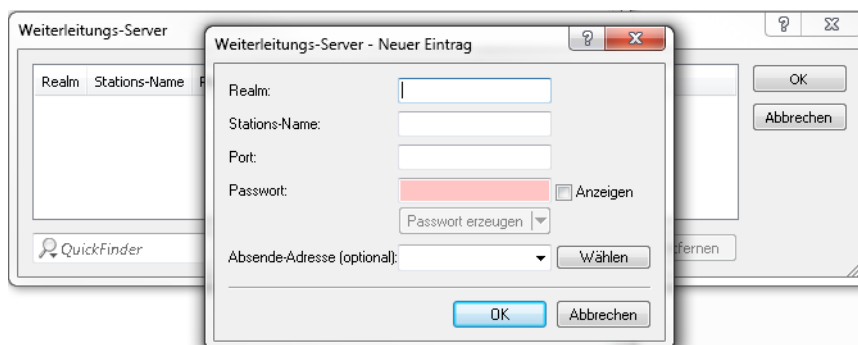 Weiterleitungs-Server
Weiterleitungs-Server - Neuer Eintrag
Realm Stations-Name
OK
Abbrechen
Realm:
Stations-Name:
Port:
Passwort:
Anzeigen
Passwort erzeugen
QuickFinder
Absende-Adresse (optional):
Wählen
OK
Abbrechen